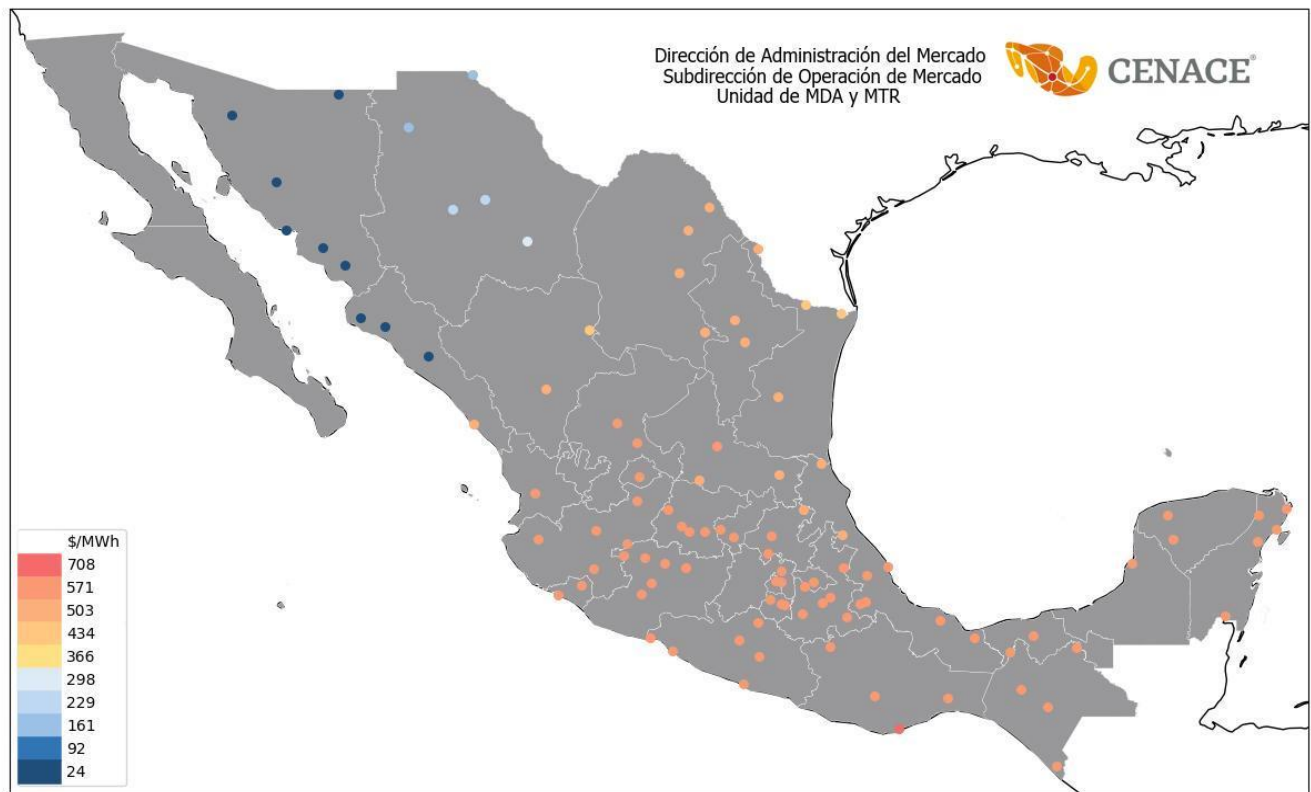 Dirección de Administración del Mercado
Subdirección de Operación de Mercado
Unidad de MDA y MTR
CENACE®
$/MWh
708
571
503
434
366
298
229
161
92
24